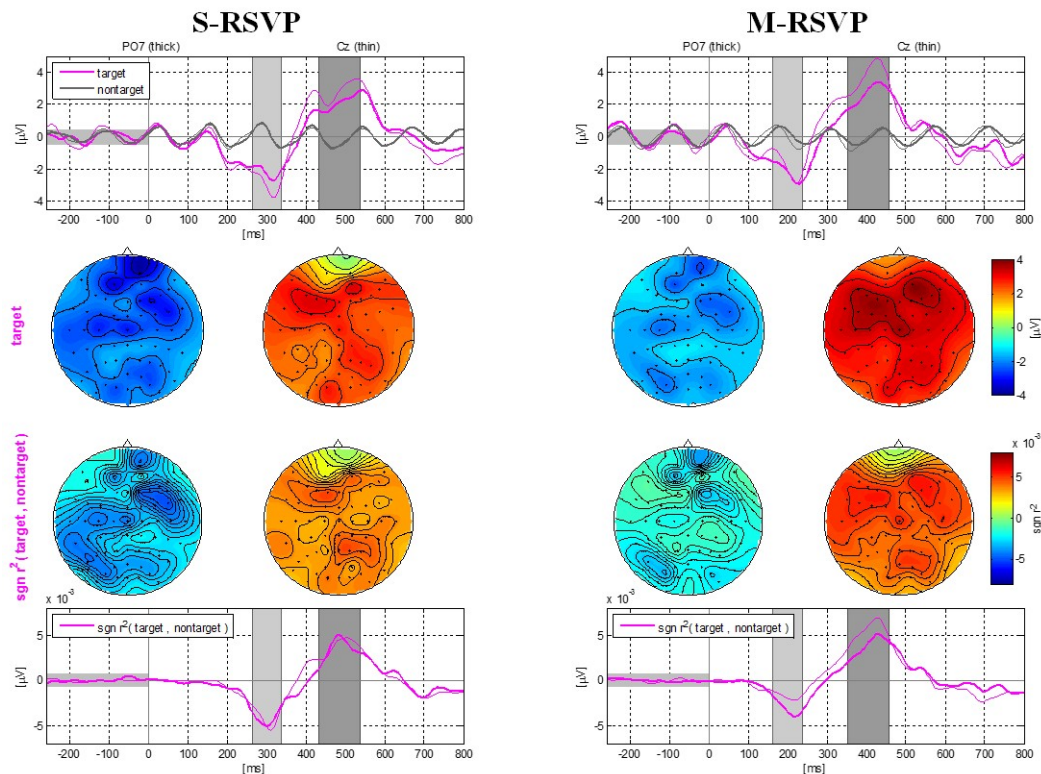 S-RSVP
PO7 (thick) Cz (thin)
target
nontarget
[µV]
4
2
0
-2
-4
-200 -100 0 100 200 300 400 500 600 700 800
[ms]
M-RSVP
PO7 (thick) Cz (thin)
[µV]
4
2
0
-2
-4
-200 -100 0 100 200 300 400 500 600 700 800
[ms]
target
4
2
0
-2
-4
[µV]
sgn r² ( target , nontarget )
x 10⁻³
5
0
-5
sgn r²
x 10⁻³
sgn r²( target , nontarget )
[µV]
5
0
-5
-200 -100 0 100 200 300 400 500 600 700 800
[ms]
x 10⁻³
sgn r²( target , nontarget )
[µV]
5
0
-5
-200 -100 0 100 200 300 400 500 600 700 800
[ms]